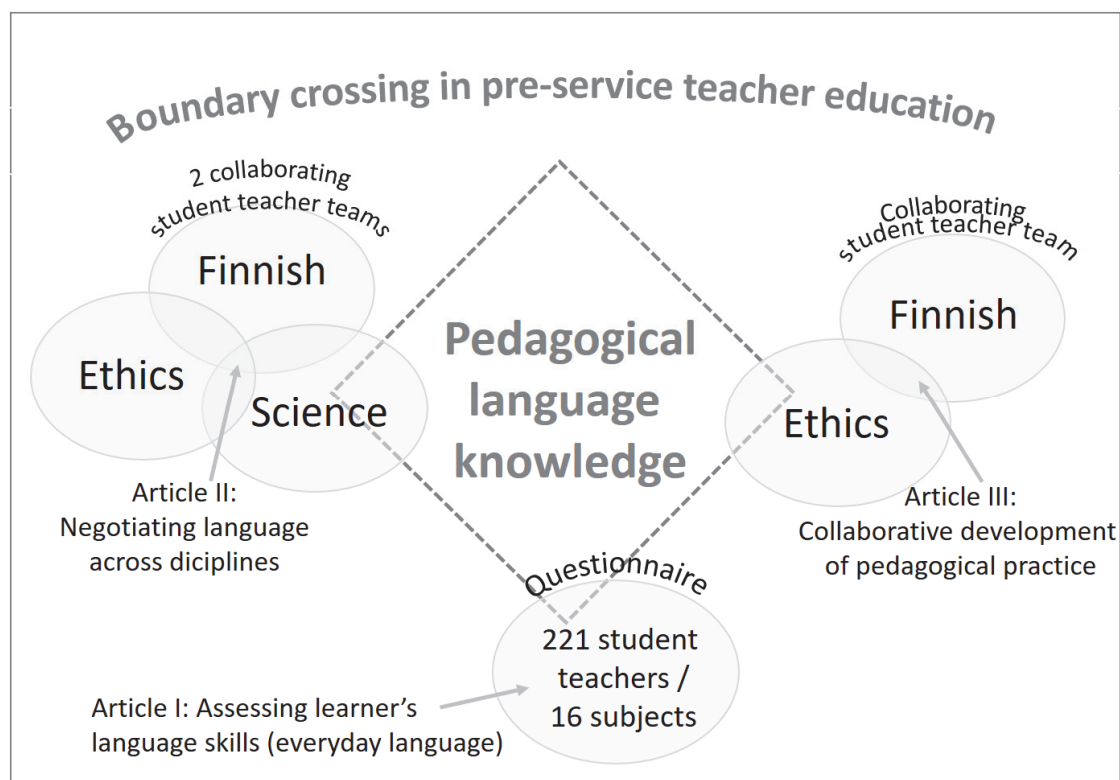 Boundary crossing in pre-service teacher education
2 collaborating
student teacher teams
Finnish
Ethics
Science
Article II:
Negotiating language
across diciplines
Pedagogical
language
knowledge
Collaborating
student teacher team
Finnish
Ethics
Article III:
Collaborative development
of pedagogical practice
Questionnaire
221 student
teachers /
16 subjects
Article I: Assessing learner’s
language skills (everyday language)